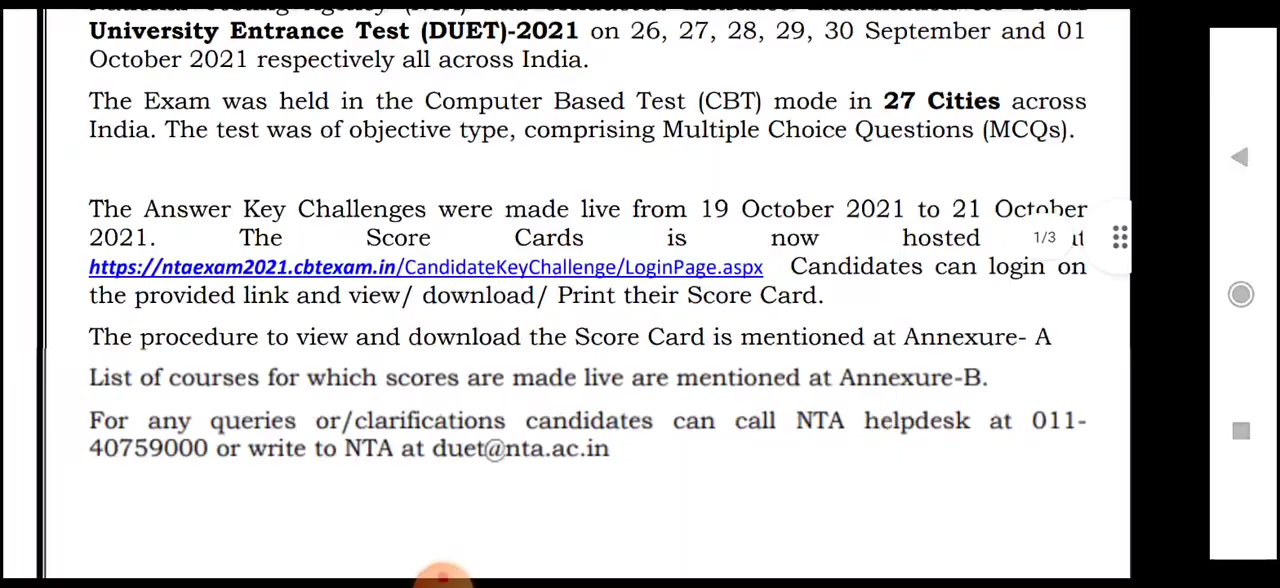 University Entrance Test (DUET)-2021 on 26, 27, 28, 29, 30 September and 01
October 2021 respectively all across India.
The Exam was held in the Computer Based Test (CBT) mode in 27 Cities across
India. The test was of objective type, comprising Multiple Choice Questions (MCQs).
The Answer Key Challenges were made live from 19 October 2021 to 21 October
2021. The Score Cards is now hosted
1/3
https://ntaexam2021.cbtexam.in/CandidateKeyChallenge/LoginPage.aspx Candidates can login on
the provided link and view/ download/ Print their Score Card.
The procedure to view and download the Score Card is mentioned at Annexure- A
List of courses for which scores are made live are mentioned at Annexure-B.
For any queries or/clarifications candidates can call NTA helpdesk at 011-
40759000 or write to NTA at duet@nta.ac.in